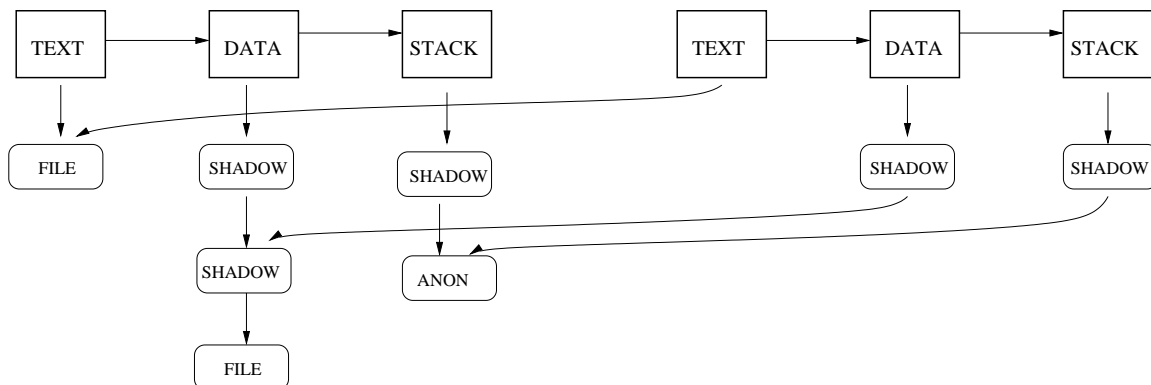 TEXT
DATA
STACK
TEXT
DATA
STACK
FILE
SHADOW
SHADOW
SHADOW
SHADOW
SHADOW
ANON
FILE